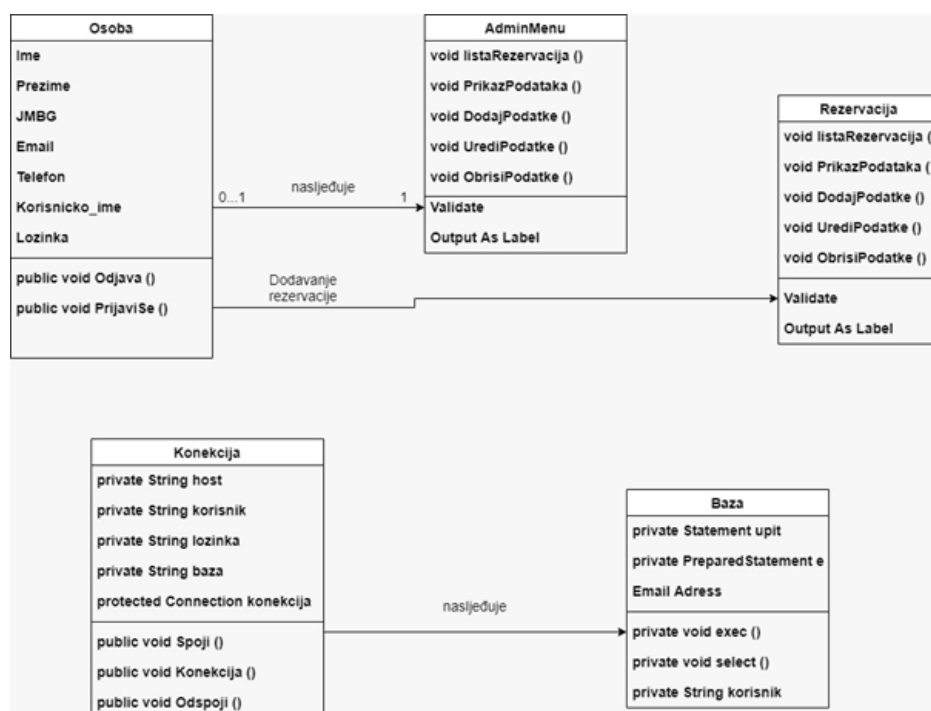 Osoba
Ime
Prezime
JMBG
Email
Telefon
Korisnicko_ime
Lozinka
public void Odjava ()
public void PrijaviSe ()
0...1
nasljeđuje
1
AdminMenu
void listaRezervacija ()
void PrikazPodataka ()
void DodajPodatke ()
void UrediPodatke ()
void ObrisiPodatke ()
Validate
Output As Label
Dodavanje
rezervacije
Rezervacija
void listaRezervacija (
void PrikazPodataka (
void DodajPodatke ()
void UrediPodatke ()
void ObrisiPodatke ()
Validate
Output As Label
Konekcija
private String host
private String korisnik
private String lozinka
private String baza
protected Connection konekcija
public void Spoji ()
public void Konekcija ()
public void Odspoji ()
nasljeđuje
Baza
private Statement upit
private PreparedStatement e
Email Adress
private void exec ()
private void select ()
private String korisnik